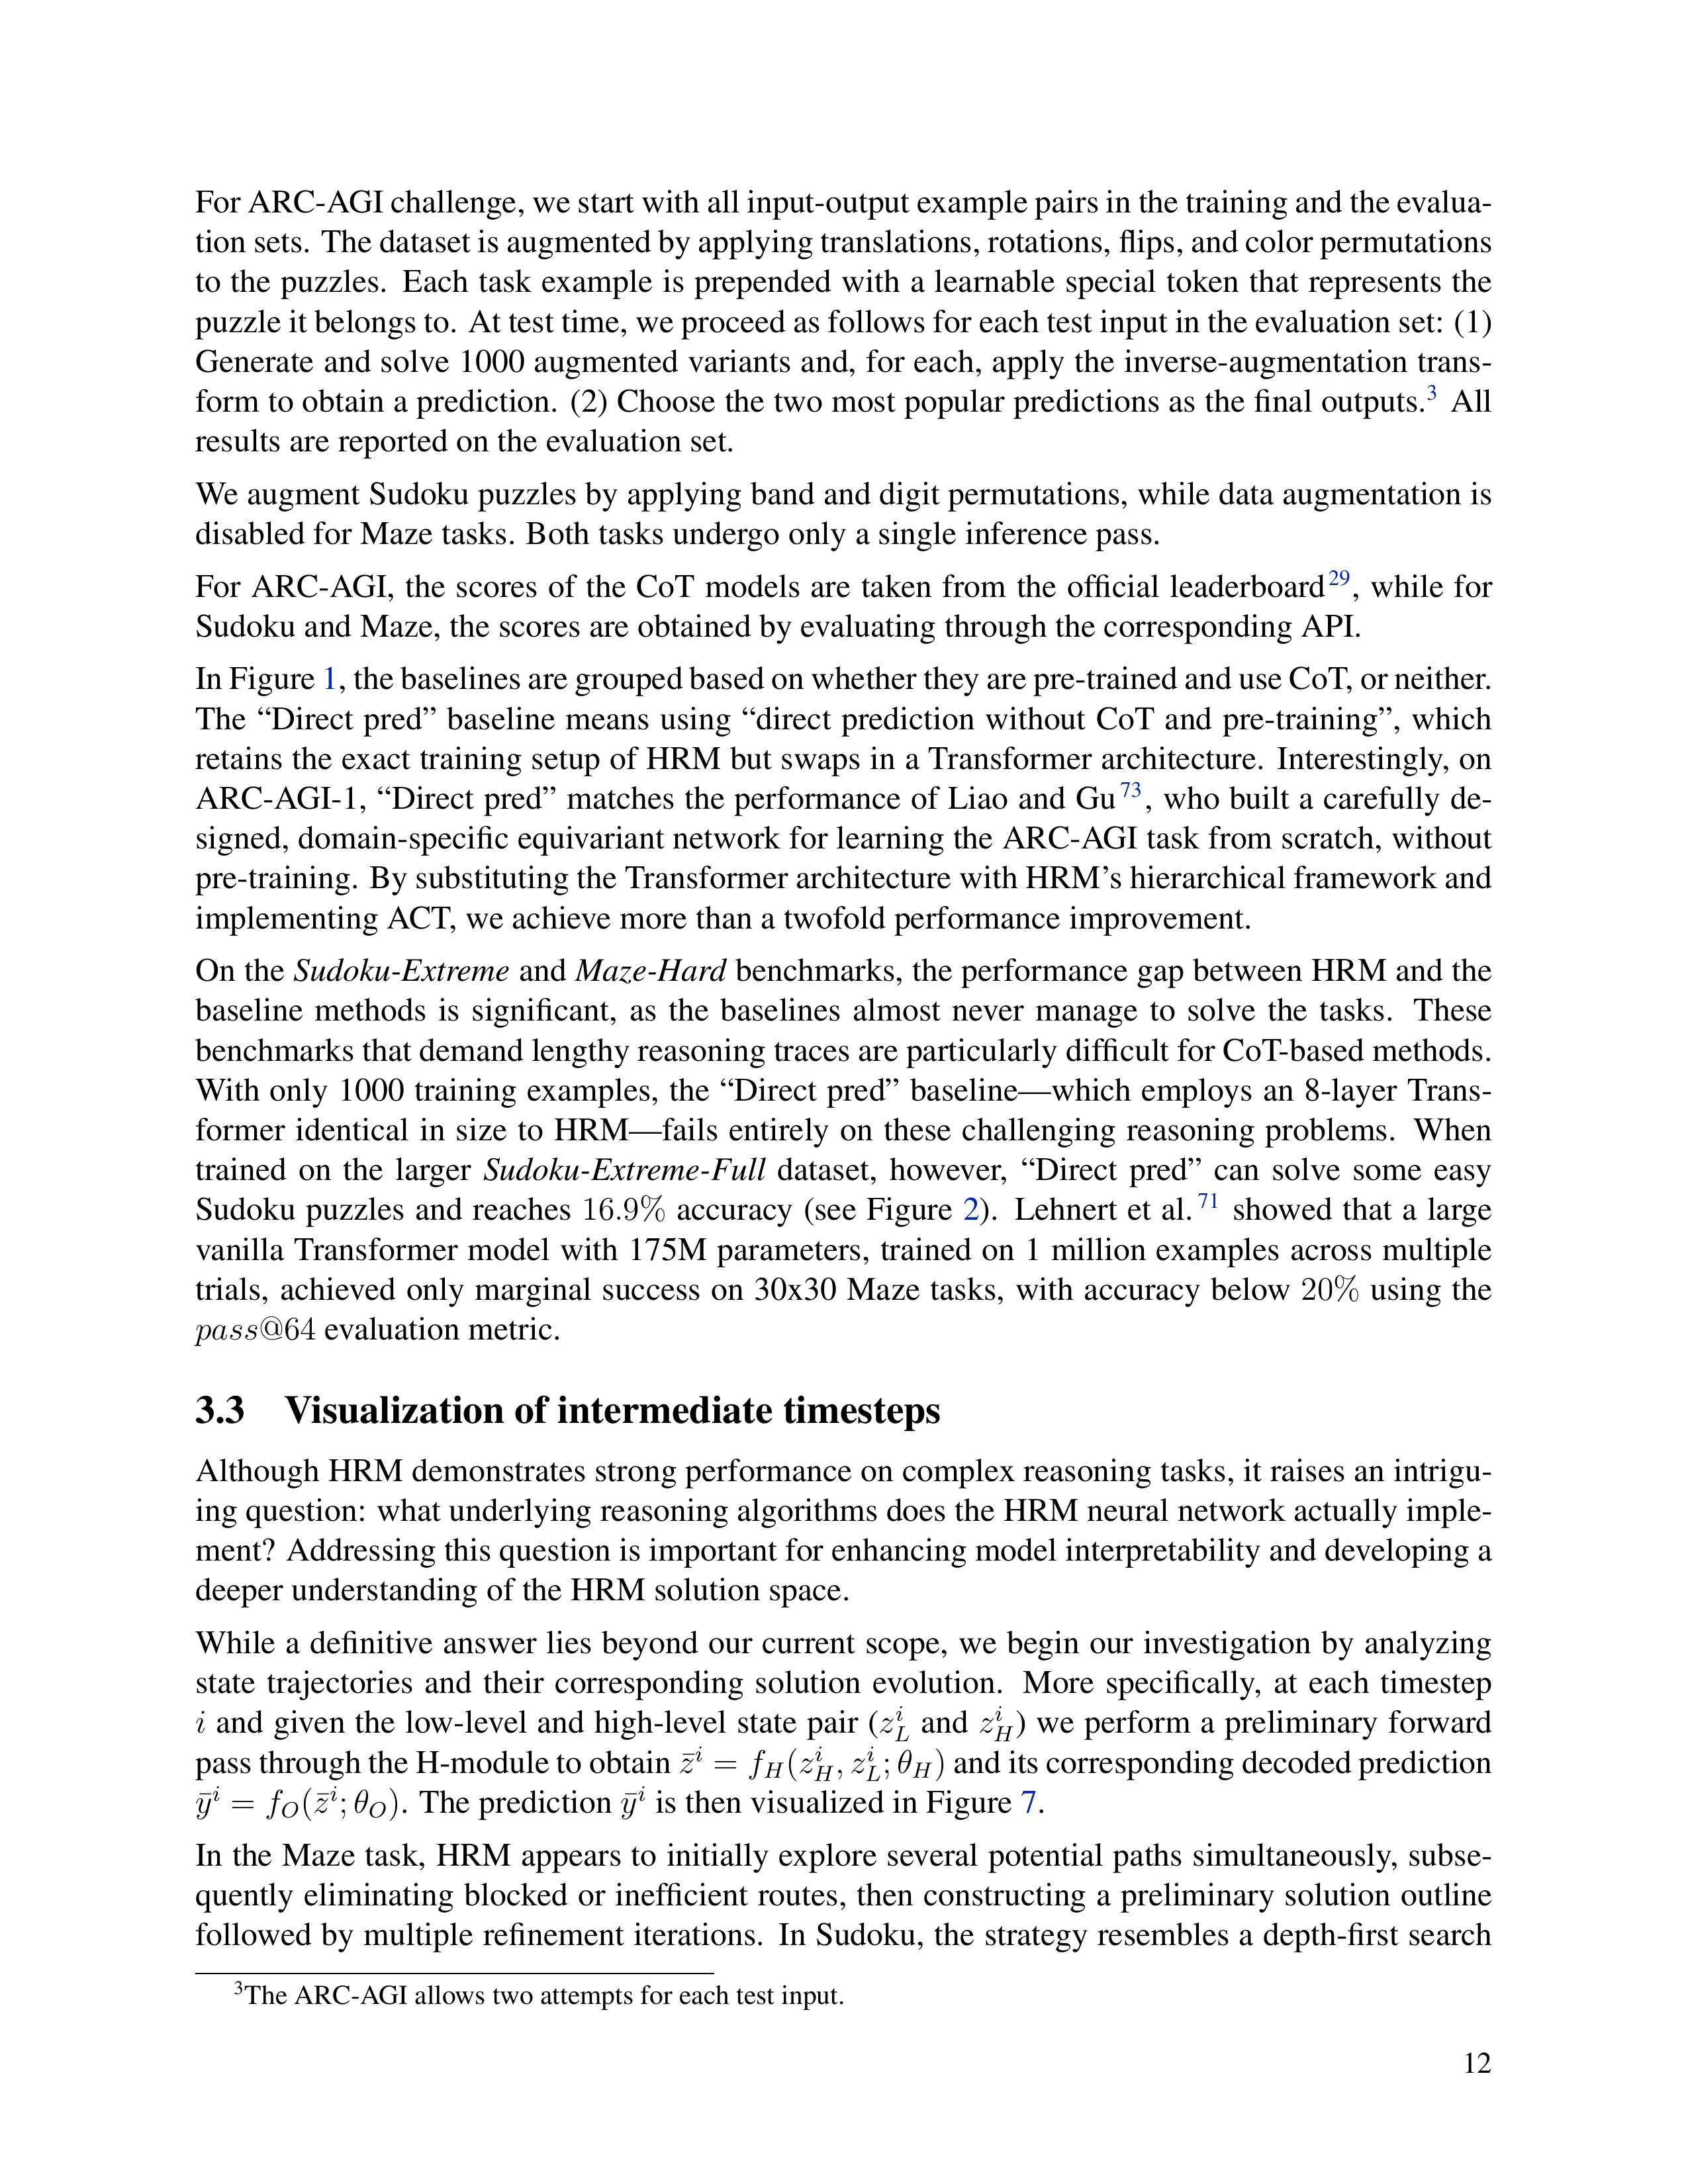 For ARC-AGI challenge, we start with all input-output example pairs in the training and the evalua-
tion sets. The dataset is augmented by applying translations, rotations, flips, and color permutations
to the puzzles. Each task example is prepended with a learnable special token that represents the
puzzle it belongs to. At test time, we proceed as follows for each test input in the evaluation set: (1)
Generate and solve 1000 augmented variants and, for each, apply the inverse-augmentation trans-
form to obtain a prediction. (2) Choose the two most popular predictions as the final outputs.³ All
results are reported on the evaluation set.
We augment Sudoku puzzles by applying band and digit permutations, while data augmentation is
disabled for Maze tasks. Both tasks undergo only a single inference pass.
For ARC-AGI, the scores of the CoT models are taken from the official leaderboard²⁹, while for
Sudoku and Maze, the scores are obtained by evaluating through the corresponding API.
In Figure 1, the baselines are grouped based on whether they are pre-trained and use CoT, or neither.
The “Direct pred” baseline means using “direct prediction without CoT and pre-training”, which
retains the exact training setup of HRM but swaps in a Transformer architecture. Interestingly, on
ARC-AGI-1, “Direct pred” matches the performance of Liao and Gu⁷³, who built a carefully de-
signed, domain-specific equivariant network for learning the ARC-AGI task from scratch, without
pre-training. By substituting the Transformer architecture with HRM’s hierarchical framework and
implementing ACT, we achieve more than a twofold performance improvement.
On the Sudoku-Extreme and Maze-Hard benchmarks, the performance gap between HRM and the
baseline methods is significant, as the baselines almost never manage to solve the tasks. These
benchmarks that demand lengthy reasoning traces are particularly difficult for CoT-based methods.
With only 1000 training examples, the “Direct pred” baseline—which employs an 8-layer Trans-
former identical in size to HRM—fails entirely on these challenging reasoning problems. When
trained on the larger Sudoku-Extreme-Full dataset, however, “Direct pred” can solve some easy
Sudoku puzzles and reaches 16.9% accuracy (see Figure 2). Lehnert et al.⁷¹ showed that a large
vanilla Transformer model with 175M parameters, trained on 1 million examples across multiple
trials, achieved only marginal success on 30x30 Maze tasks, with accuracy below 20% using the
pass@64 evaluation metric.
3.3 Visualization of intermediate timesteps
Although HRM demonstrates strong performance on complex reasoning tasks, it raises an intrigu-
ing question: what underlying reasoning algorithms does the HRM neural network actually imple-
ment? Addressing this question is important for enhancing model interpretability and developing a
deeper understanding of the HRM solution space.
While a definitive answer lies beyond our current scope, we begin our investigation by analyzing
state trajectories and their corresponding solution evolution. More specifically, at each timestep
i and given the low-level and high-level state pair (z_L^i and z_H^i) we perform a preliminary forward
pass through the H-module to obtain z̄^i = f_H(z_H^i, z_L^i; θ_H) and its corresponding decoded prediction
ȳ^i = f_O(z̄^i; θ_O). The prediction ȳ^i is then visualized in Figure 7.
In the Maze task, HRM appears to initially explore several potential paths simultaneously, subse-
quently eliminating blocked or inefficient routes, then constructing a preliminary solution outline
followed by multiple refinement iterations. In Sudoku, the strategy resembles a depth-first search
³The ARC-AGI allows two attempts for each test input.
12